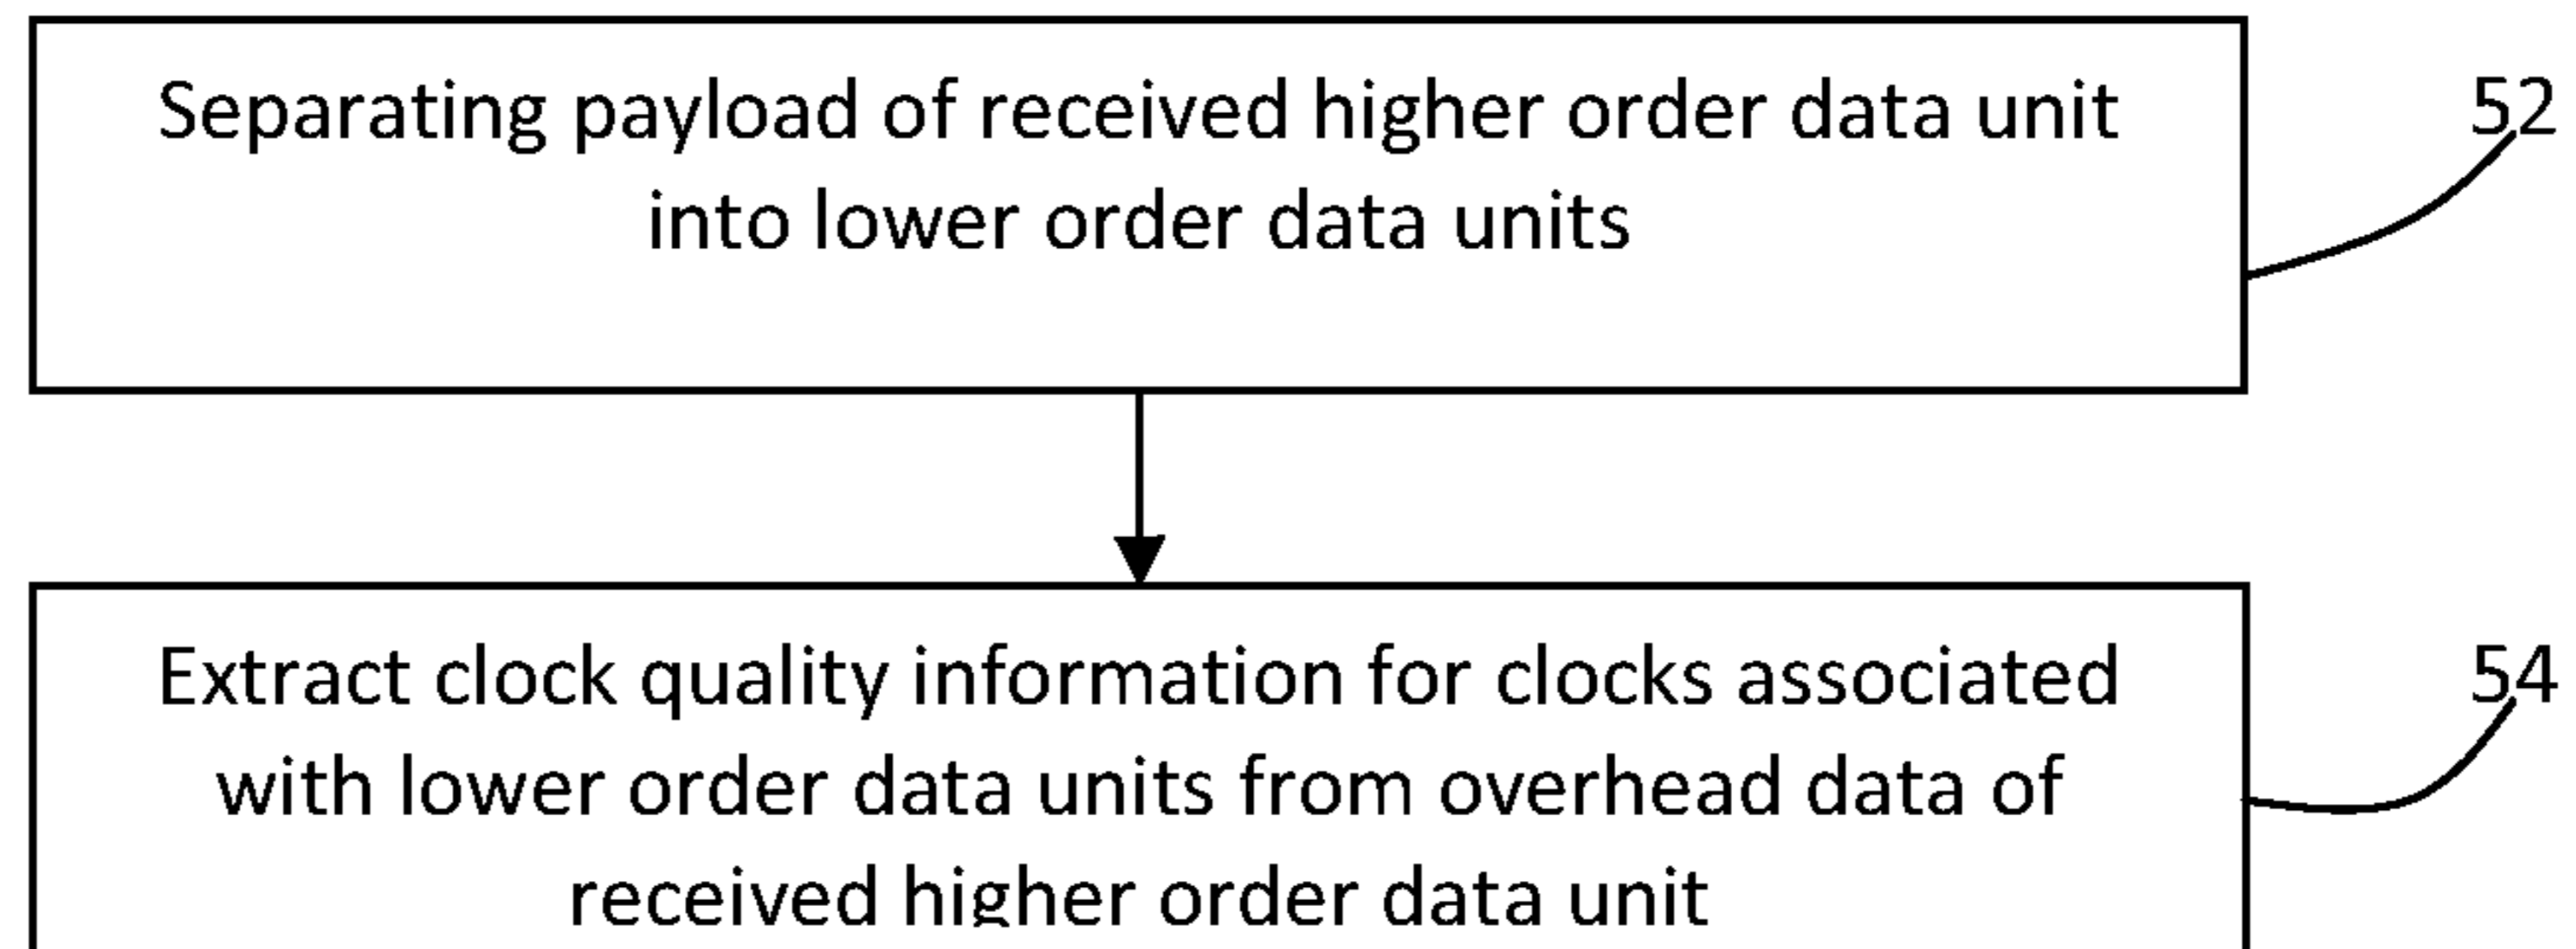 Separating payload of received higher order data unit
into lower order data units
52
Extract clock quality information for clocks associated
with lower order data units from overhead data of
received higher order data unit
54